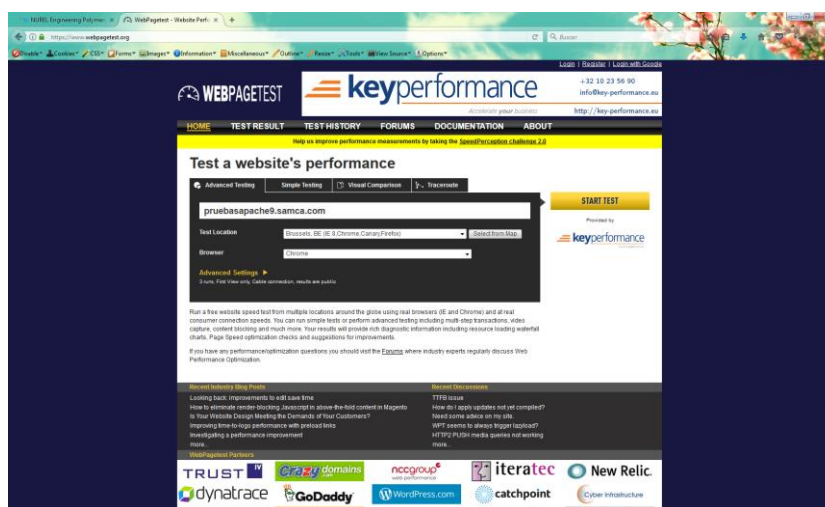 NUREL Engineering Polymer
WebPagetest - Website Perfo
https://www.webpagetest.org
Buscar
Disable Cookies CSS Forms Images Information Miscellaneous Outline Resize Tools View Source Options
Login | Register | Login with Google
WEBPAGETEST
keyperformance
Accelerate your business
+32 10 23 56 90
info@key-performance.eu
http://key-performance.eu
HOME TEST RESULT TEST HISTORY FORUMS DOCUMENTATION ABOUT
Help us improve performance measurements by taking the SpeedPerception challenge 2.0
Test a website's performance
Advanced Testing Simple Testing Visual Comparison Traceroute
pruebasapache9.samca.com
START TEST
Test Location Brussels, BE (IE 8,Chrome,Canary,Firefox) Select from Map
Provided by
keyperformance
Browser Chrome
Advanced Settings
3 runs, First View only, Cable connection, results are public
Run a free website speed test from multiple locations around the globe using real browsers (IE and Chrome) and at real
consumer connection speeds. You can run simple tests or perform advanced testing including multi-step transactions, video
capture, content blocking and much more. Your results will provide rich diagnostic information including resource loading waterfall
charts, Page Speed optimization checks and suggestions for improvements.
If you have any performance/optimization questions you should visit the Forums where industry experts regularly discuss Web
Performance Optimization.
Recent Industry Blog Posts
Looking back: improvements to edit save time
How to eliminate render-blocking Javascript in above-the-fold content in Magento
Is Your Website Design Meeting the Demands of Your Customers?
Improving time-to-logo performance with preload links
Investigating a performance improvement
more...
Recent Discussions
TTFB issue
How do I apply updates not yet compiled?
Need some advice on my site.
WPT seems to always trigger lazyload?
HTTP2 PUSH media queries not working
more...
WebPagetest Partners
TRUST IV
Crazy domains .com
nccgroup
web performance
iteratec
New Relic.
dynatrace
GoDaddy
WordPress.com
catchpoint
Cyber Infrastructure